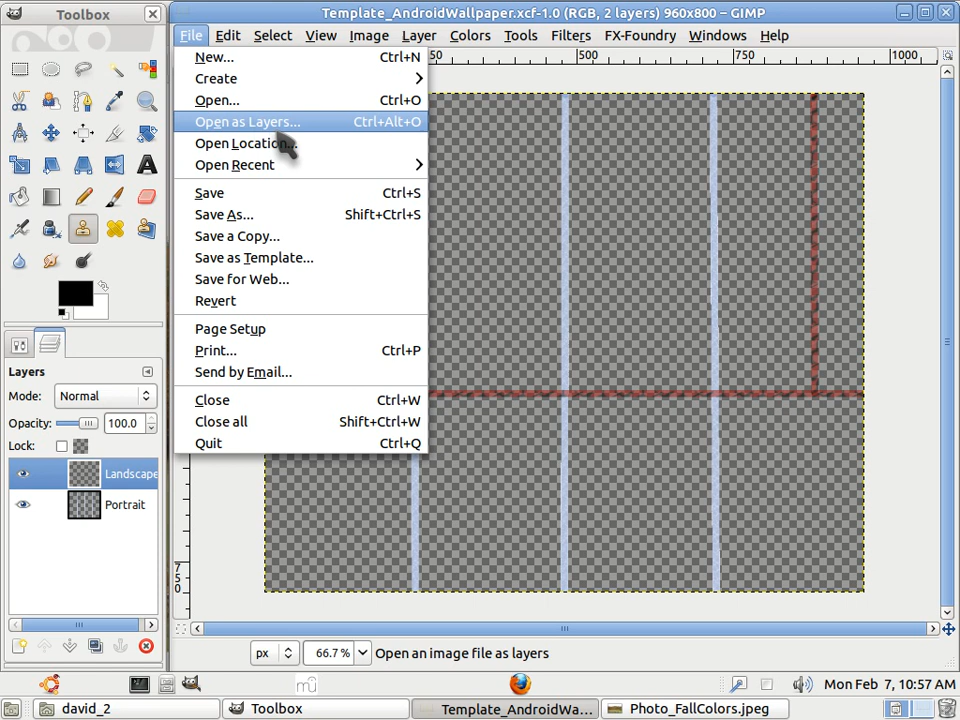 Toolbox
Template_AndroidWallpaper.xcf-1.0 (RGB, 2 layers) 960x800 – GIMP
File Edit Select View Image Layer Colors Tools Filters FX-Foundry Windows Help
500 750 1000
New... Ctrl+N
Create
Open... Ctrl+O
Open as Layers... Ctrl+Alt+O
Open Location...
Open Recent
Save Ctrl+S
Save As... Shift+Ctrl+S
Save a Copy...
Save as Template...
Save for Web...
Revert
Page Setup
Print... Ctrl+P
Send by Email...
Close Ctrl+W
Close all Shift+Ctrl+W
Quit Ctrl+Q
Layers
Mode: Normal
Opacity: 100.0
Lock:
Landscape
Portrait
750
px 66.7% Open an image file as layers
Mon Feb 7, 10:57 AM
david_2 Toolbox Template_AndroidWa... Photo_FallColors.jpeg